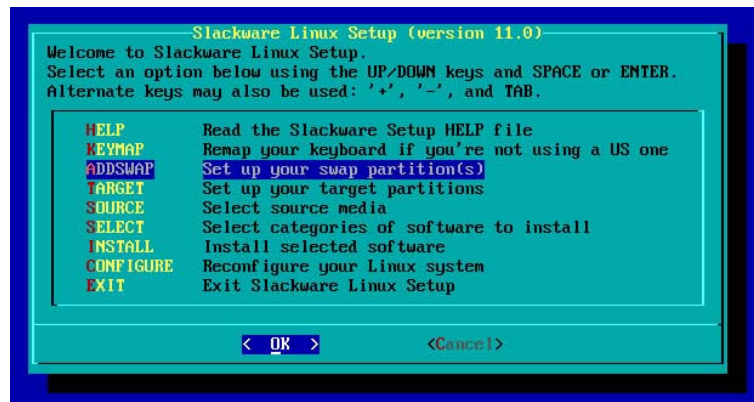 Slackware Linux Setup (version 11.0)
Welcome to Slackware Linux Setup.
Select an option below using the UP/DOWN keys and SPACE or ENTER.
Alternate keys may also be used: '+', '-', and TAB.
HELP Read the Slackware Setup HELP file
KEYMAP Remap your keyboard if you're not using a US one
ADDSWAP Set up your swap partition(s)
TARGET Set up your target partitions
SOURCE Select source media
SELECT Select categories of software to install
INSTALL Install selected software
CONFIGURE Reconfigure your Linux system
EXIT Exit Slackware Linux Setup
< OK > <Cancel>